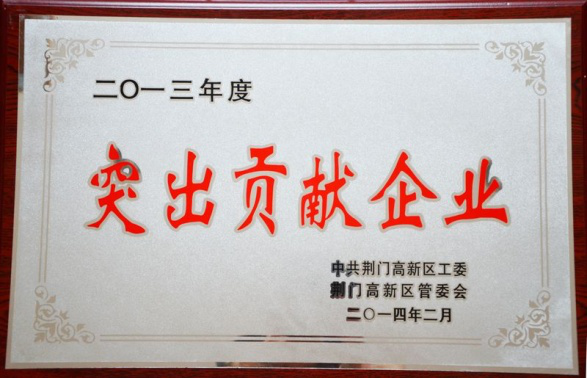 二〇一三年度
突出贡献企业
中共荆门高新区工委
荆门高新区管委会
二〇一四年二月